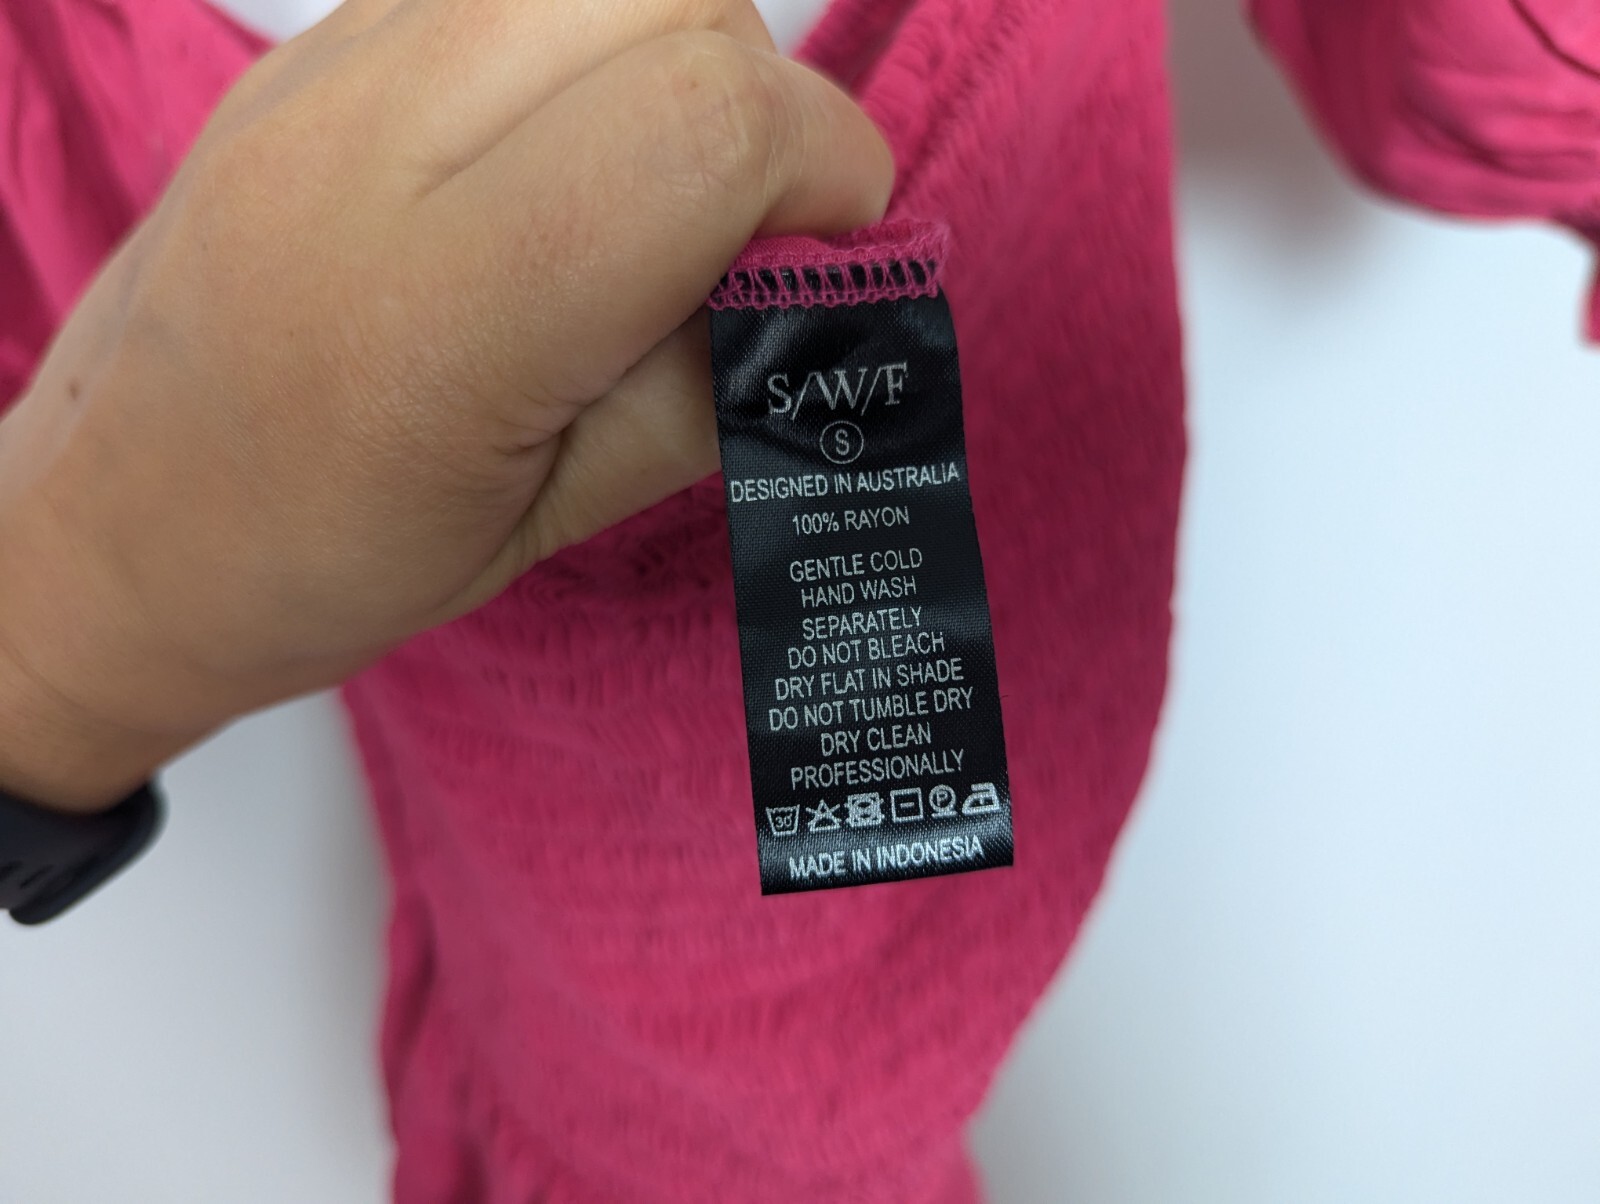 S/W/F
S
DESIGNED IN AUSTRALIA
100% RAYON
GENTLE COLD
HAND WASH
SEPARATELY
DO NOT BLEACH
DRY FLAT IN SHADE
DO NOT TUMBLE DRY
DRY CLEAN
PROFESSIONALLY
30 P
MADE IN INDONESIA